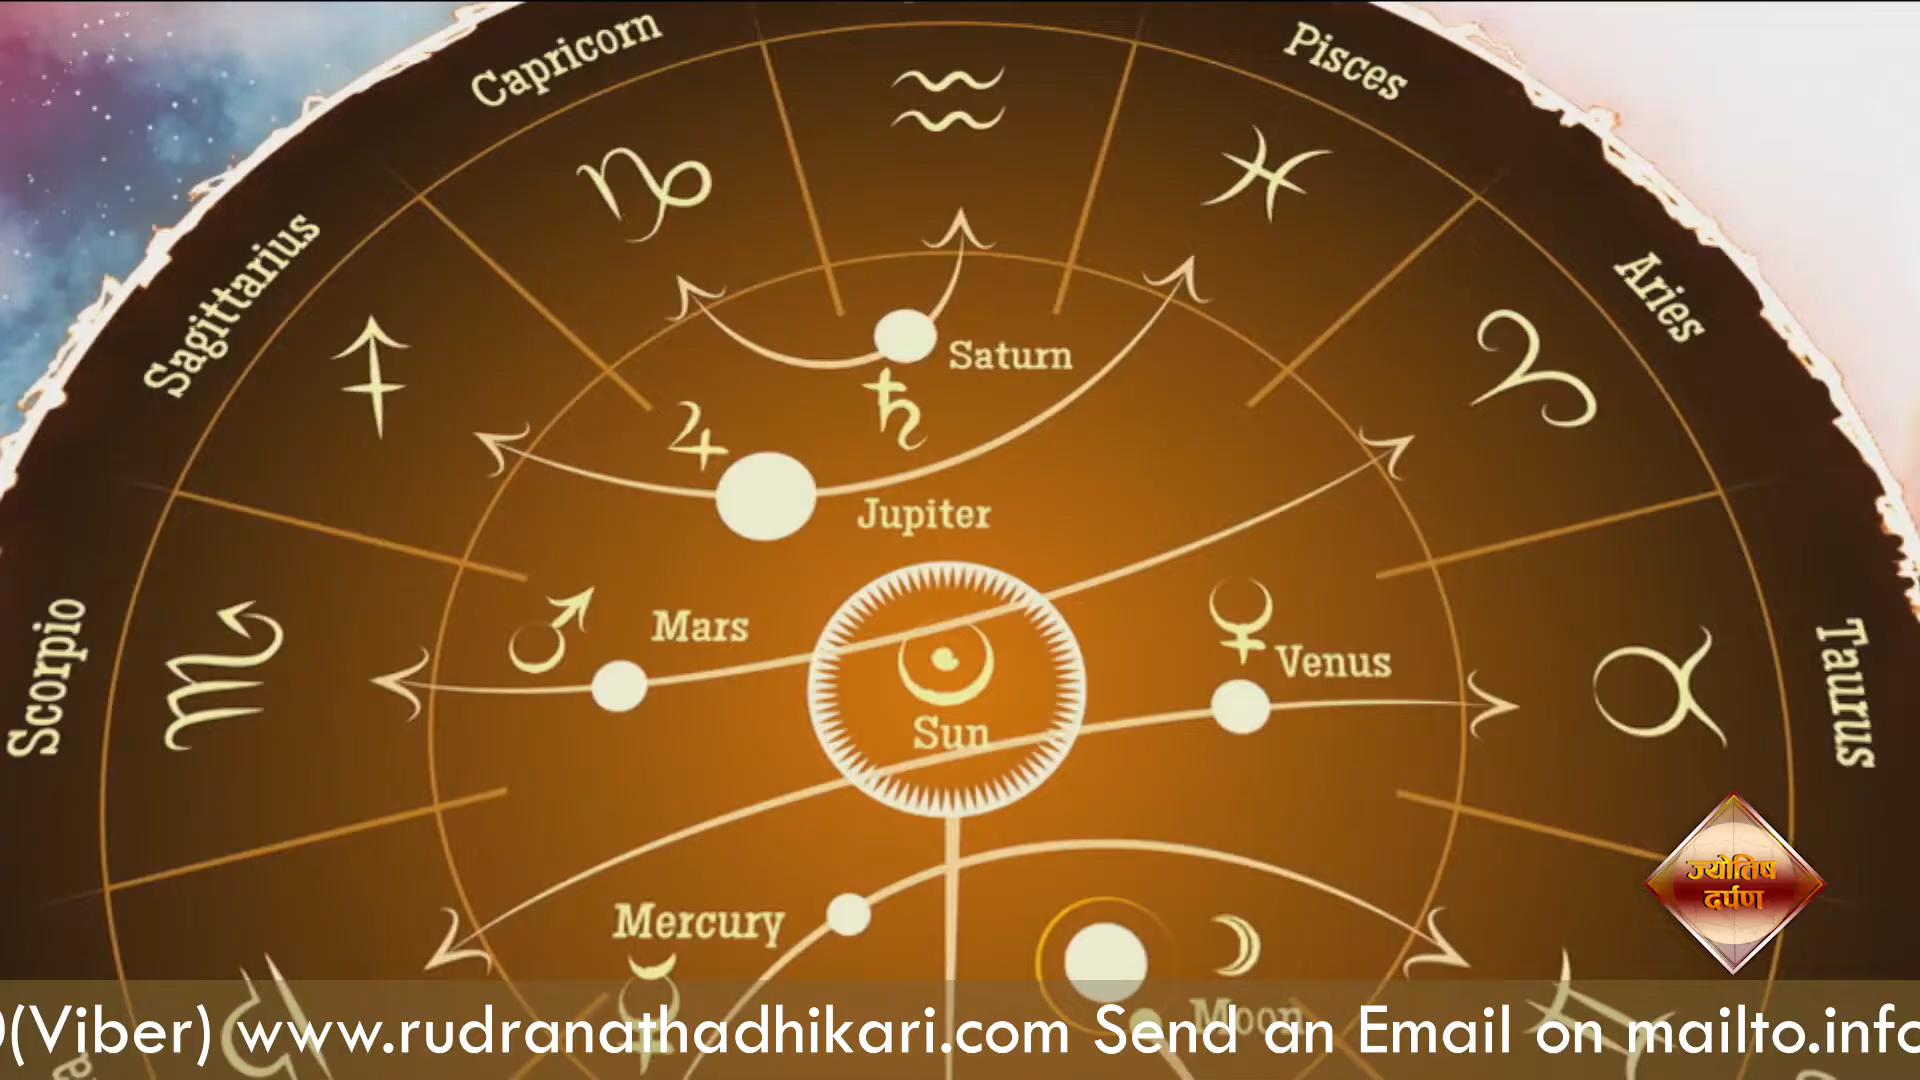 Capricorn
Pisces
Sagittarius
Aries
Saturn
Jupiter
Mars
Venus
Scorpio
Sun
Taurus
ज्योतिष
दर्पण
Mercury
Moon
(Viber) www.rudranathadhikari.com Send an Email on mailto.info